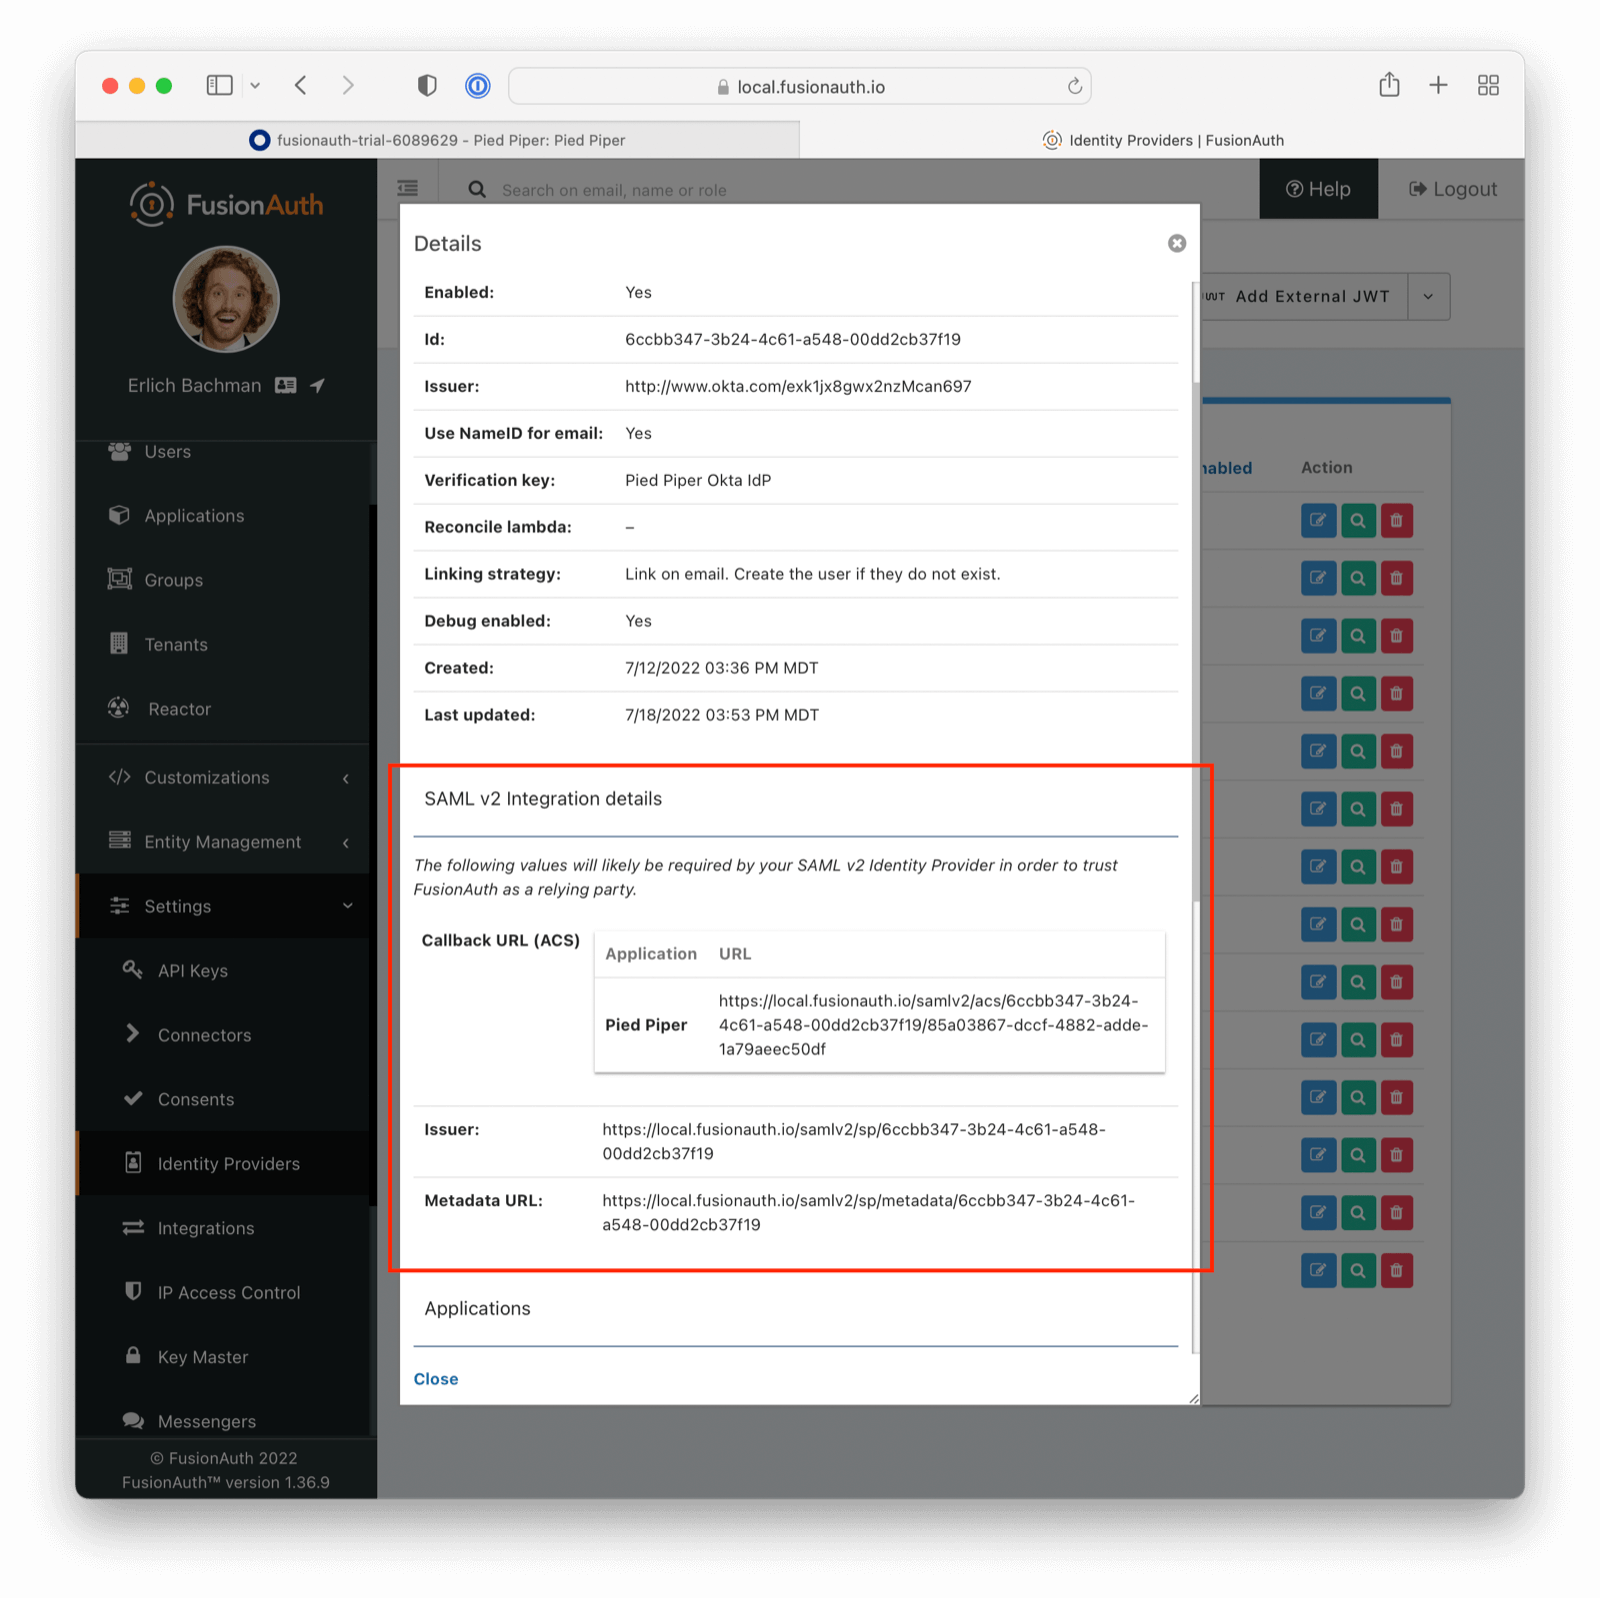 local.fusionauth.io
fusionauth-trial-6089629 - Pied Piper: Pied Piper
Identity Providers | FusionAuth
FusionAuth
Search on email, name or role
Help
Logout
Erlich Bachman
Users
Applications
Groups
Tenants
Reactor
Customizations
Entity Management
Settings
API Keys
Connectors
Consents
Identity Providers
Integrations
IP Access Control
Key Master
Messengers
© FusionAuth 2022
FusionAuth™ version 1.36.9
Add External JWT
nabled
Action
Details
Enabled: Yes
Id: 6ccbb347-3b24-4c61-a548-00dd2cb37f19
Issuer: http://www.okta.com/exk1jx8gwx2nzMcan697
Use NameID for email: Yes
Verification key: Pied Piper Okta IdP
Reconcile lambda: –
Linking strategy: Link on email. Create the user if they do not exist.
Debug enabled: Yes
Created: 7/12/2022 03:36 PM MDT
Last updated: 7/18/2022 03:53 PM MDT
SAML v2 Integration details
The following values will likely be required by your SAML v2 Identity Provider in order to trust
FusionAuth as a relying party.
Callback URL (ACS)
Application URL
Pied Piper
https://local.fusionauth.io/samlv2/acs/6ccbb347-3b24-
4c61-a548-00dd2cb37f19/85a03867-dccf-4882-adde-
1a79aeec50df
Issuer: https://local.fusionauth.io/samlv2/sp/6ccbb347-3b24-4c61-a548-
00dd2cb37f19
Metadata URL: https://local.fusionauth.io/samlv2/sp/metadata/6ccbb347-3b24-4c61-
a548-00dd2cb37f19
Applications
Close